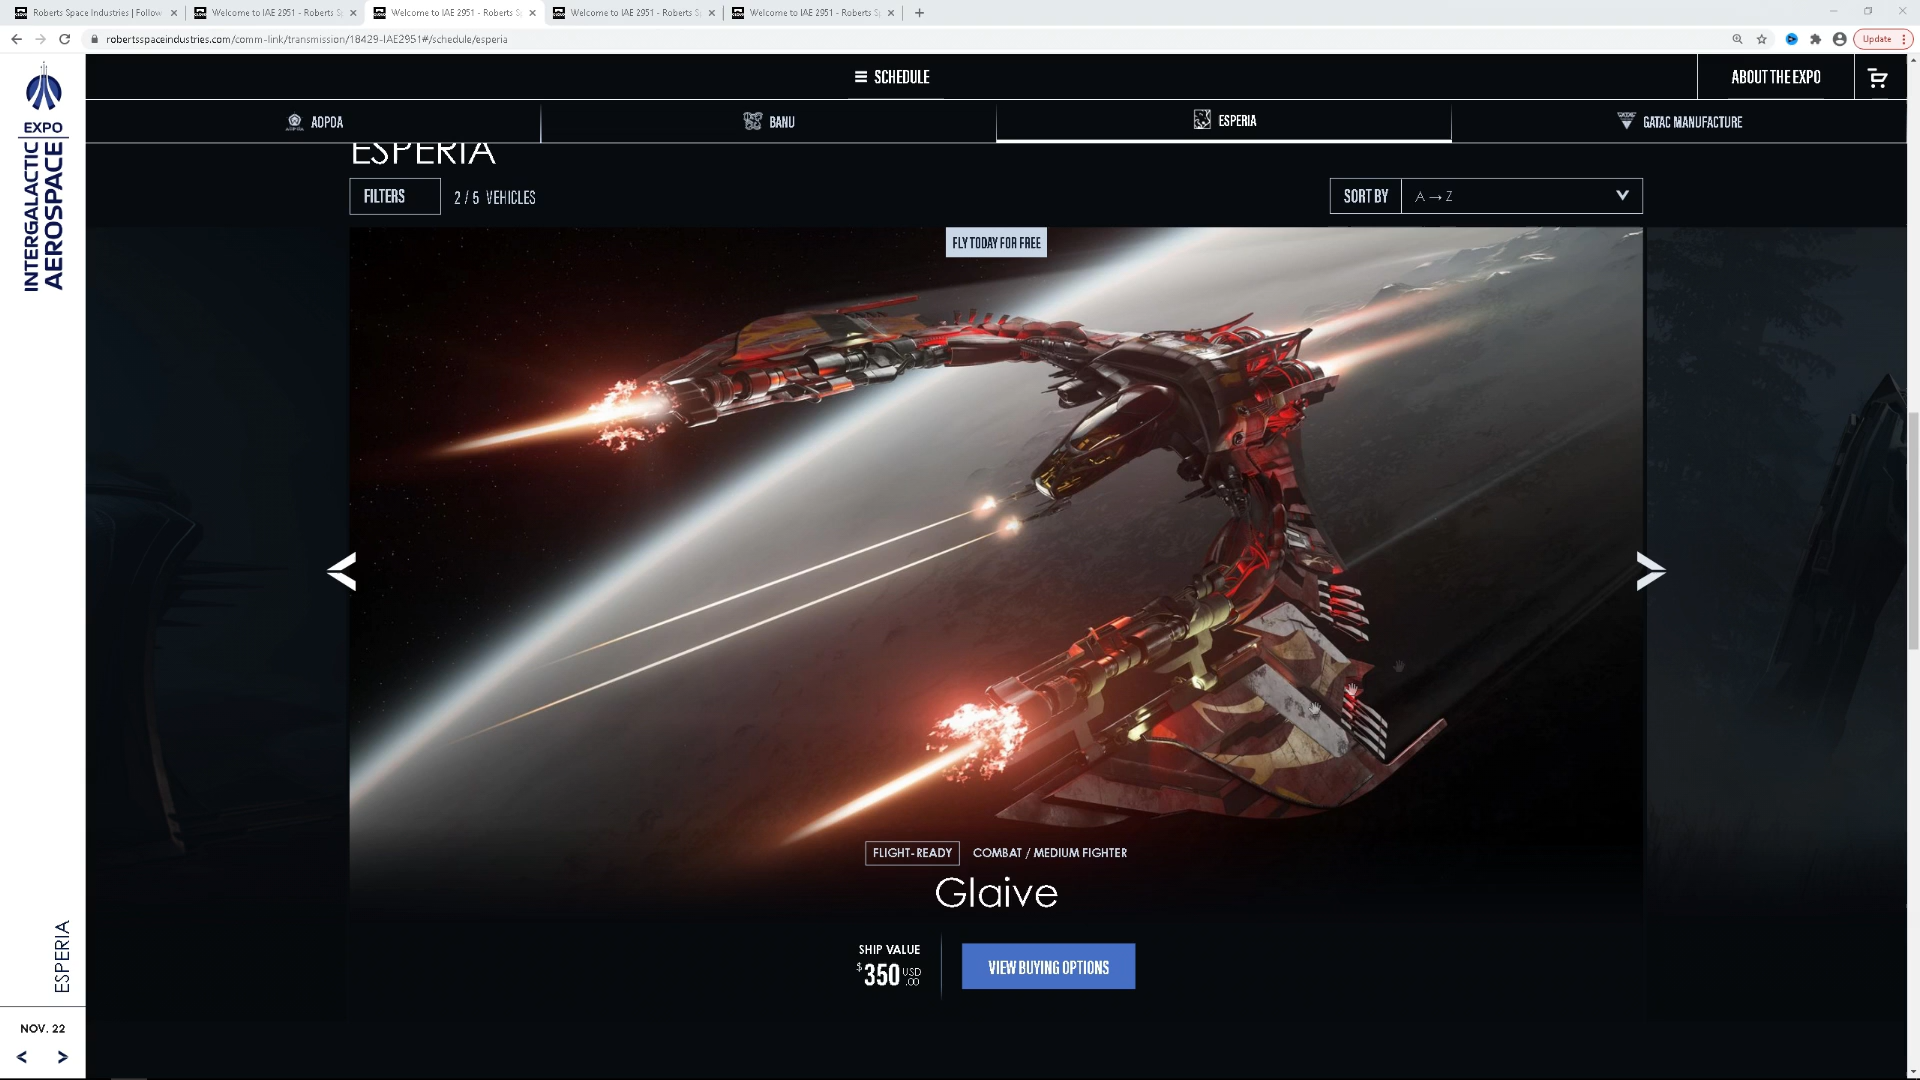 Roberts Space Industries | Follow
Welcome to IAE 2951 - Roberts S
Welcome to IAE 2951 - Roberts S
Welcome to IAE 2951 - Roberts S
Welcome to IAE 2951 - Roberts S
robertsspaceindustries.com/comm-link/transmission/18429-IAE2951#/schedule/esperia
Update
SCHEDULE
ABOUT THE EXPO
EXPO
INTERGALACTIC
AEROSPACE
AOPOA
BANU
ESPERIA
GATAC MANUFACTURE
ESPERIA
FILTERS
2 / 5 VEHICLES
SORT BY
A → Z
FLY TODAY FOR FREE
FLIGHT-READY
COMBAT / MEDIUM FIGHTER
Glaive
SHIP VALUE
$350 USD .00
VIEW BUYING OPTIONS
ESPERIA
NOV. 22